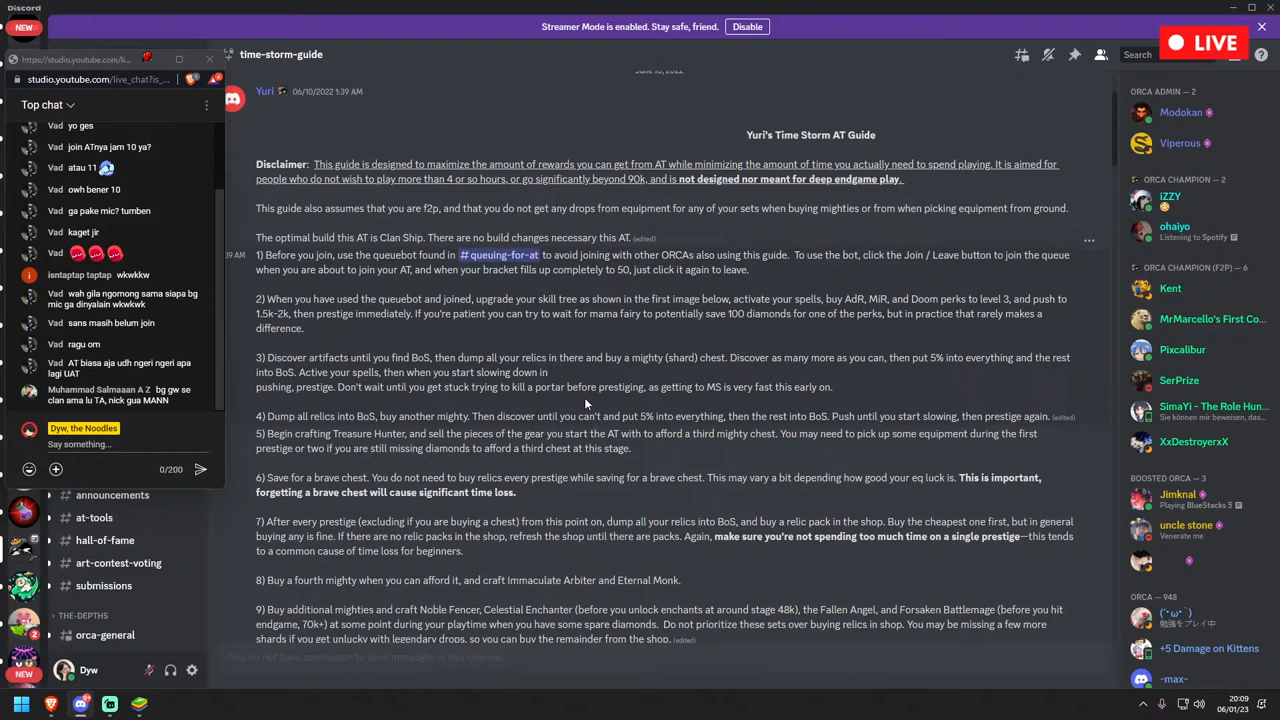 Discord
NEW
Streamer Mode is enabled. Stay safe, friend.
Disable
https://studio.youtube.com/li...
studio.youtube.com/live_chat?is_...
Top chat
Vad yo ges
Vad join ATnya jam 10 ya?
Vad atau 11
Vad owh bener 10
Vad ga pake mic? tumben
Vad kaget jir
Vad
isntaptap taptap wkwkkw
Vad wah gila ngomong sama siapa bg mic ga dinyalain wkwkwk
Vad sans masih belum join
Vad ragu om
Vad AT biasa aja udh ngeri ngeri apa lagi UAT
Muhammad Salmaaan A Z bg gw se clan ama lu TA, nick gua MANN
Dyw, the Noodles
Say something...
0/200
announcements
at-tools
hall-of_fame
art-contest-voting
submissions
THE-DEPTHS
orca-general
2
NEW
Dyw
time-storm-guide
Search
LIVE
Yuri 06/10/2022 1:39 AM
Yuri's Time Storm AT Guide
Disclaimer: This guide is designed to maximize the amount of rewards you can get from AT while minimizing the amount of time you actually need to spend playing. It is aimed for
people who do not wish to play more than 4 or so hours, or go significantly beyond 90k, and is not designed nor meant for deep endgame play.
This guide also assumes that you are f2p, and that you do not get any drops from equipment for any of your sets when buying mighties or from when picking equipment from ground.
The optimal build this AT is Clan Ship. There are no build changes necessary this AT. (edited)
39 AM
1) Before you join, use the queuebot found in # queuing-for-at to avoid joining with other ORCAs also using this guide. To use the bot, click the Join / Leave button to join the queue
when you are about to join your AT, and when your bracket fills up completely to 50, just click it again to leave.
2) When you have used the queuebot and joined, upgrade your skill tree as shown in the first image below, activate your spells, buy AdR, MiR, and Doom perks to level 3, and push to
1.5k-2k, then prestige immediately. If you're patient you can try to wait for mama fairy to potentially save 100 diamonds for one of the perks, but in practice that rarely makes a
difference.
3) Discover artifacts until you find BoS, then dump all your relics in there and buy a mighty (shard) chest. Discover as many more as you can, then put 5% into everything and the rest
into BoS. Activate your spells, then when you start slowing down in
pushing, prestige. Don't wait until you get stuck trying to kill a portar before prestiging, as getting to MS is very fast this early on.
4) Dump all relics into BoS, buy another mighty. Then discover until you can't and put 5% into everything, then the rest into BoS. Push until you start slowing, then prestige again. (edited)
5) Begin crafting Treasure Hunter, and sell the pieces of the gear you start the AT with to afford a third mighty chest. You may need to pick up some equipment during the first
prestige or two if you are still missing diamonds to afford a third chest at this stage.
6) Save for a brave chest. You do not need to buy relics every prestige while saving for a brave chest. This may vary a bit depending how good your eq luck is. This is important,
forgetting a brave chest will cause significant time loss.
7) After every prestige (excluding if you are buying a chest) from this point on, dump all your relics into BoS, and buy a relic pack in the shop. Buy the cheapest one first, but in general
buying any is fine. If there are no relic packs in the shop, refresh the shop until there are packs. Again, make sure you're not spending too much time on a single prestige—this tends
to a common cause of time loss for beginners.
8) Buy a fourth mighty when you can afford it, and craft Immaculate Arbiter and Eternal Monk.
9) Buy additional mighties and craft Noble Fencer, Celestial Enchanter (before you unlock enchants at around stage 48k), the Fallen Angel, and Forsaken Battlemage (before you hit
endgame, 70k+) at some point during your playtime when you have some spare diamonds. Do not prioritize these sets over buying relics in shop. You may be missing a few more
shards if you get unlucky with legendary drops, so you can buy the remainder from the shop. (edited)
You do not have permission to send messages in this channel.
ORCA ADMIN — 2
Modokan
Viperous
ORCA CHAMPION — 2
iZZY
ohaiyo
Listening to Spotify
ORCA CHAMPION (F2P) — 6
Kent
MrMarcello's First Co...
Pixcalibur
SerPrize
SimaYi - The Role Hun...
Sie können mir beweisen, das...
XxDestroyerxX
BOOSTED ORCA — 3
Jimknal
Playing BlueStacks 5
uncle stone
Venerate me
ORCA — 948
(˙ω˙)
勉強をプレイ中
+5 Damage on Kittens
-max-
20:09
06/01/23